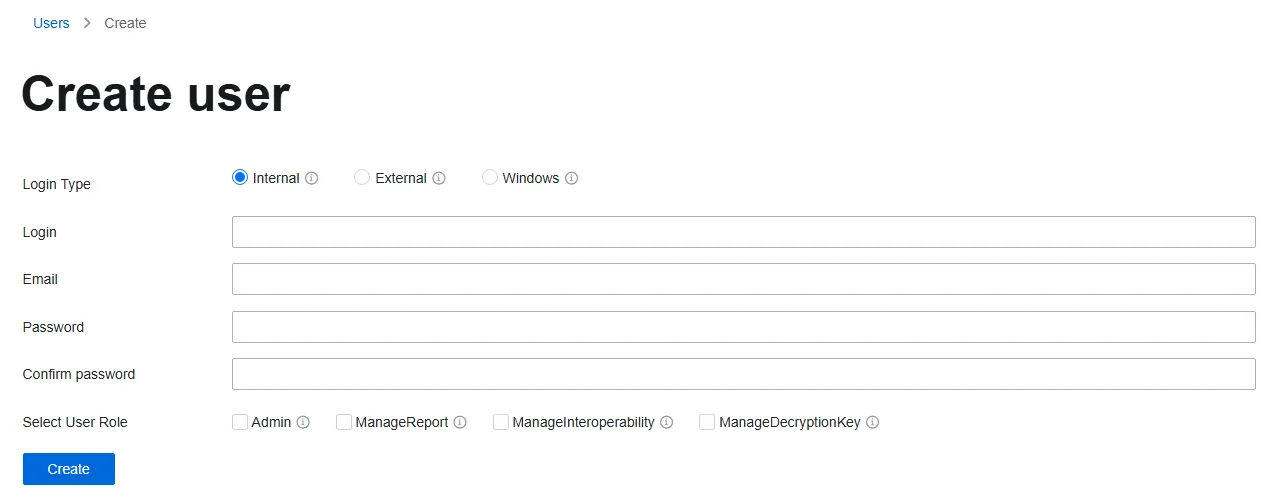 Users > Create
Create user
Login Type Internal External Windows
Login
Email
Password
Confirm password
Select User Role Admin ManageReport ManageInteroperability ManageDecryptionKey
Create